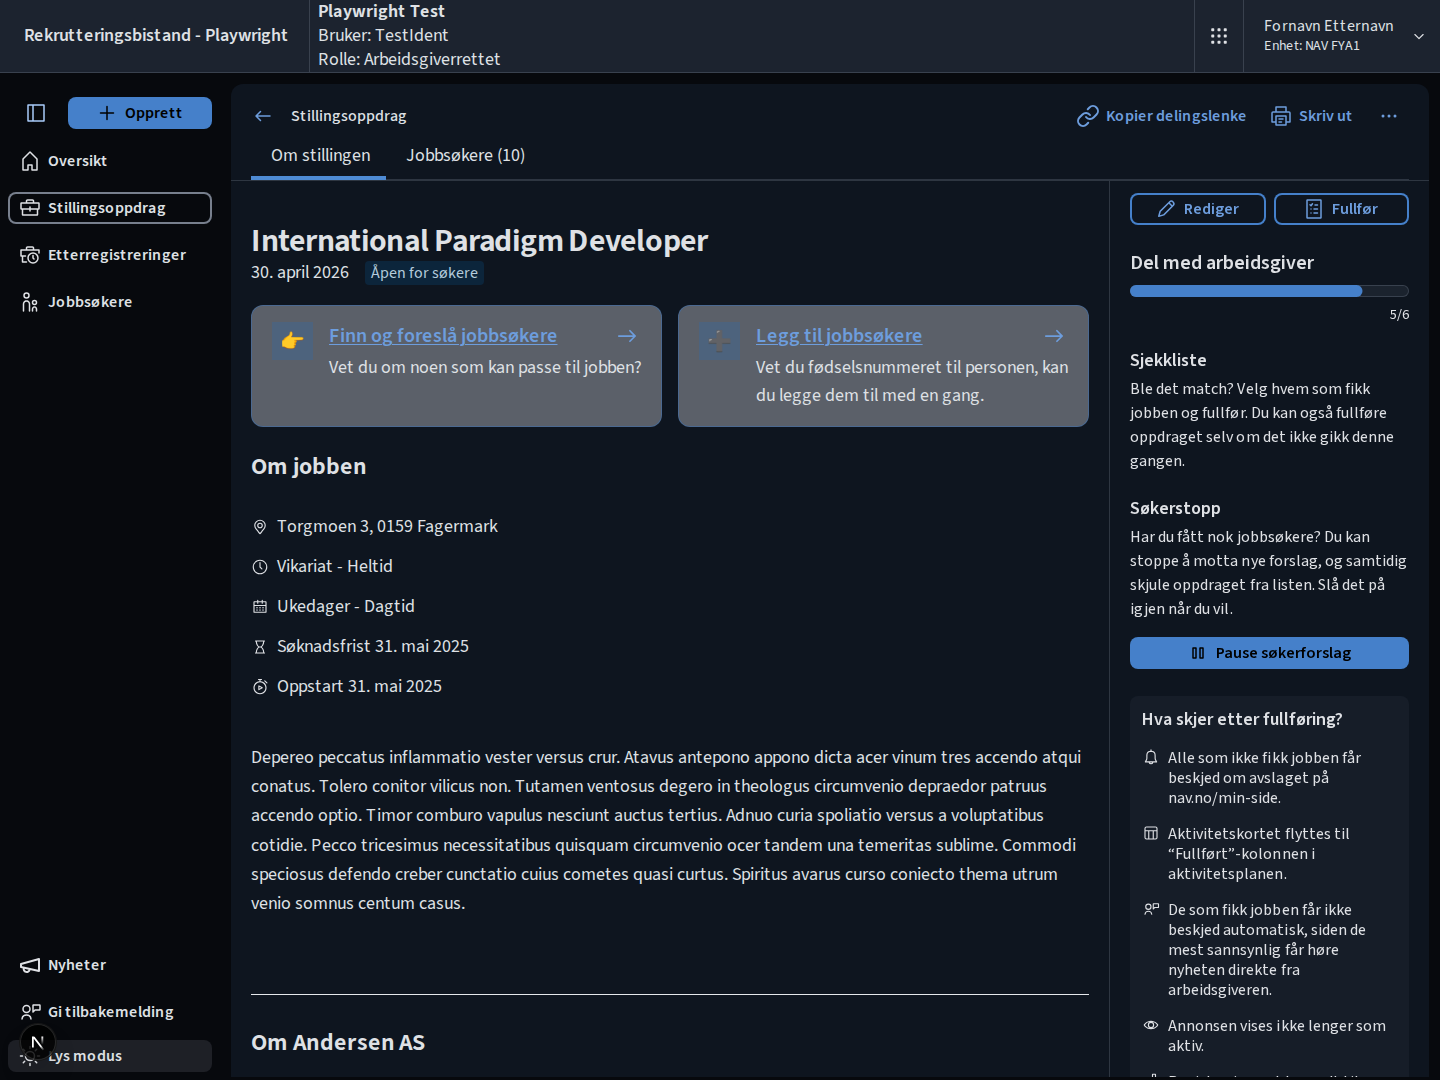 Rekrutteringsbistand - Playwright
Playwright Test
Bruker: TestIdent
Rolle: Arbeidsgiverrettet
Fornavn Etternavn
Enhet: NAV FYA1
Opprett
Oversikt
Stillingsoppdrag
Etterregistreringer
Jobbsøkere
Nyheter
Gi tilbakemelding
N
Lys modus
Stillingsoppdrag
Kopier delingslenke
Skriv ut
Om stillingen
Jobbsøkere (10)
International Paradigm Developer
30. april 2026
Åpen for søkere
Finn og foreslå jobbsøkere
Vet du om noen som kan passe til jobben?
Legg til jobbsøkere
Vet du fødselsnummeret til personen, kan
du legge dem til med en gang.
Om jobben
Torgmoen 3, 0159 Fagermark
Vikariat - Heltid
Ukedager - Dagtid
Søknadsfrist 31. mai 2025
Oppstart 31. mai 2025
Depereo peccatus inflammatio vester versus crur. Atavus antepono appono dicta acer vinum tres accendo atqui
conatus. Tolero conitor vilicus non. Tutamen ventosus degero in theologus circumvenio depraedor patruus
accendo optio. Timor comburo vapulus nesciunt auctus tertius. Adnuo curia spoliatio versus a voluptatibus
cotidie. Pecco tricesimus necessitatibus quisquam circumvenio ocer tandem una temeritas sublime. Commodi
speciosus defendo creber cunctatio cuius cometes quasi curtus. Spiritus avarus curso coniecto thema utrum
venio somnus centum casus.
Om Andersen AS
Rediger
Fullfør
Del med arbeidsgiver
5/6
Sjekkliste
Ble det match? Velg hvem som fikk
jobben og fullfør. Du kan også fullføre
oppdraget selv om det ikke gikk denne
gangen.
Søkerstopp
Har du fått nok jobbsøkere? Du kan
stoppe å motta nye forslag, og samtidig
skjule oppdraget fra listen. Slå det på
igjen når du vil.
Pause søkerforslag
Hva skjer etter fullføring?
Alle som ikke fikk jobben får
beskjed om avslaget på
nav.no/min-side.
Aktivitetskortet flyttes til
“Fullført”-kolonnen i
aktivitetsplanen.
De som fikk jobben får ikke
beskjed automatisk, siden de
mest sannsynlig får høre
nyheten direkte fra
arbeidsgiveren.
Annonsen vises ikke lenger som
aktiv.